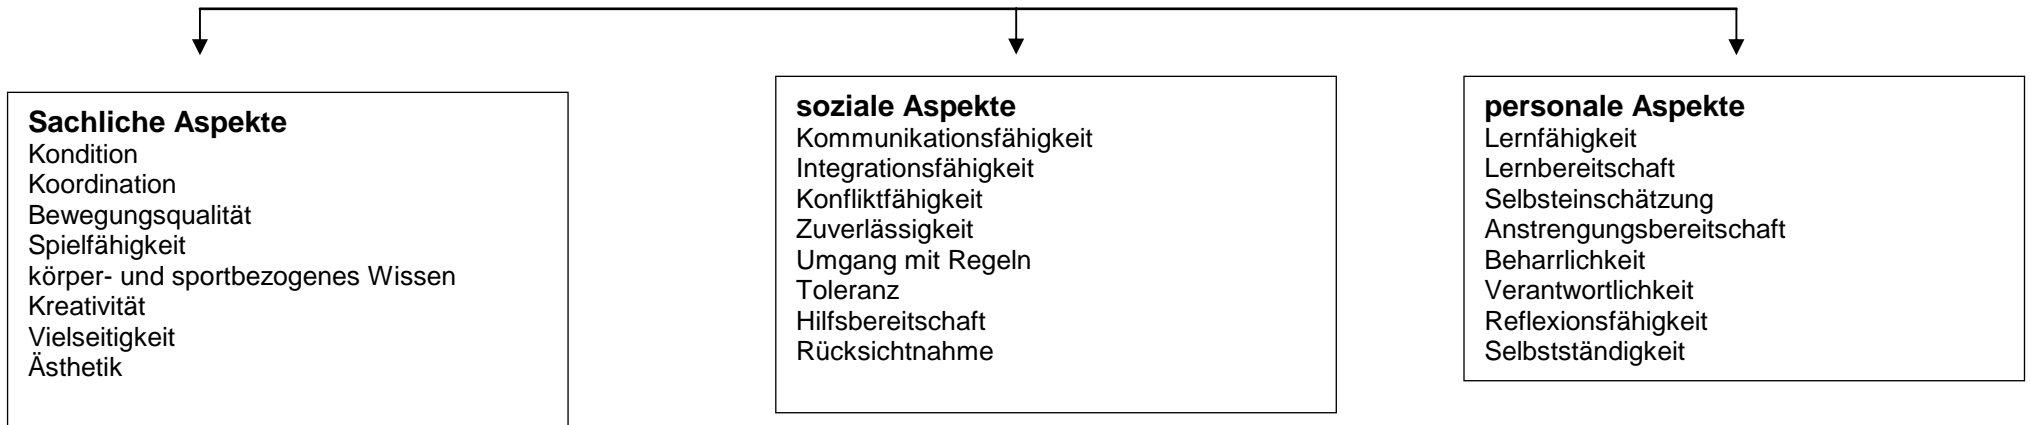 Sachliche Aspekte
Kondition
Koordination
Bewegungsqualität
Spielfähigkeit
körper- und sportbezogenes Wissen
Kreativität
Vielseitigkeit
Ästhetik
soziale Aspekte
Kommunikationsfähigkeit
Integrationsfähigkeit
Konfliktfähigkeit
Zuverlässigkeit
Umgang mit Regeln
Toleranz
Hilfsbereitschaft
Rücksichtnahme
personale Aspekte
Lernfähigkeit
Lernbereitschaft
Selbsteinschätzung
Anstrengungsbereitschaft
Beharrlichkeit
Verantwortlichkeit
Reflexionsfähigkeit
Selbstständigkeit